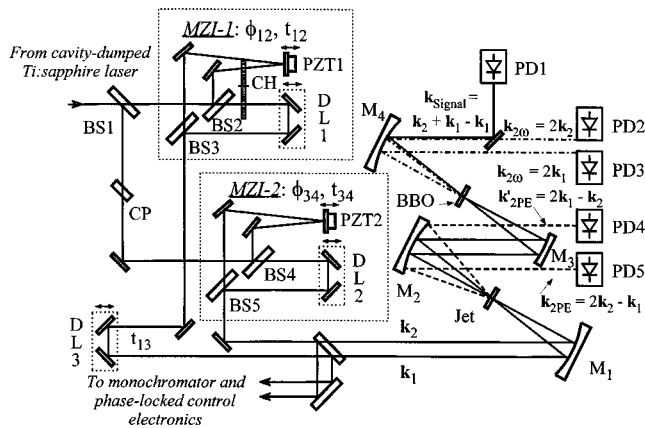 MZI-1: ϕ12, t12
From cavity-dumped
Ti:sapphire laser
PZT1
CH
BS1
BS2
BS3
D
L
1
CP
MZI-2: ϕ34, t34
PZT2
BS4
BS5
D
L
2
D
L
3
t13
To monochromator and
phase-locked control
electronics
k2
k1
PD1
kSignal =
k2 + k1 - k1
M4
k2ω = 2k2
PD2
PD3
k2ω = 2k1
BBO
k'2PE = 2k1 - k2
PD4
M3
PD5
M2
k2PE = 2k2 - k1
Jet
M1